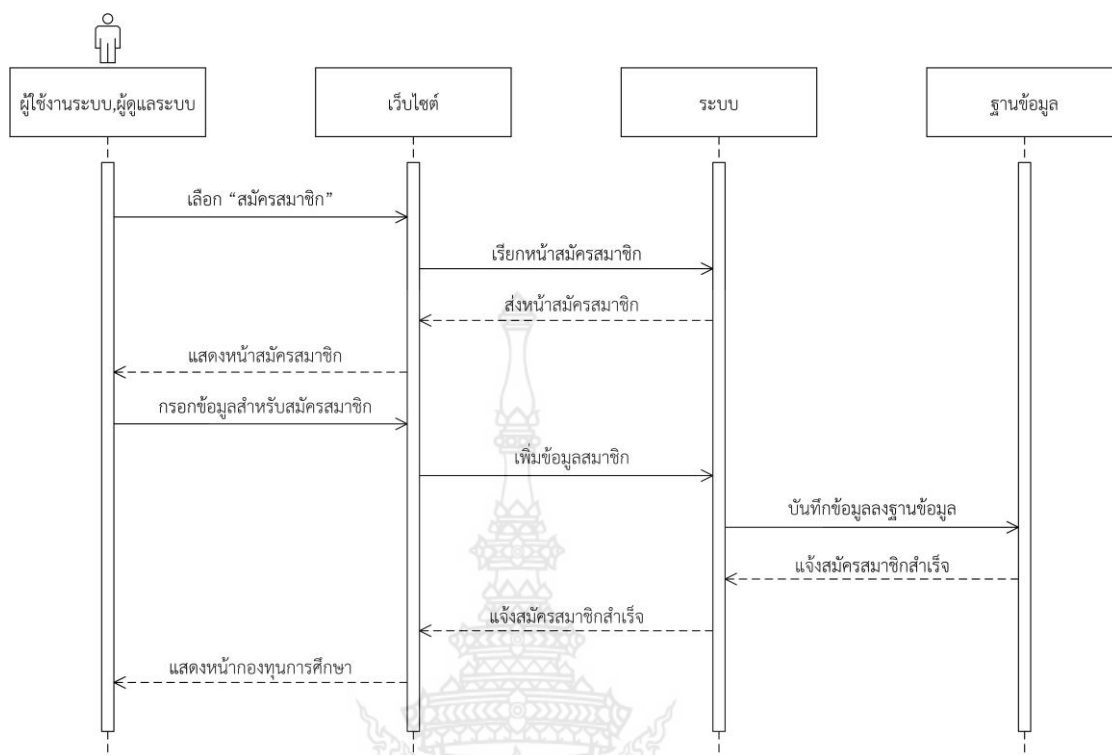 ผู้ใช้งานระบบ,ผู้ดูแลระบบ
เว็บไซต์
ระบบ
ฐานข้อมูล
เลือก “สมัครสมาชิก”
เรียกหน้าสมัครสมาชิก
ส่งหน้าสมัครสมาชิก
แสดงหน้าสมัครสมาชิก
กรอกข้อมูลสำหรับสมัครสมาชิก
เพิ่มข้อมูลสมาชิก
บันทึกข้อมูลลงฐานข้อมูล
แจ้งสมัครสมาชิกสำเร็จ
แจ้งสมัครสมาชิกสำเร็จ
แสดงหน้ากองทุนการศึกษา